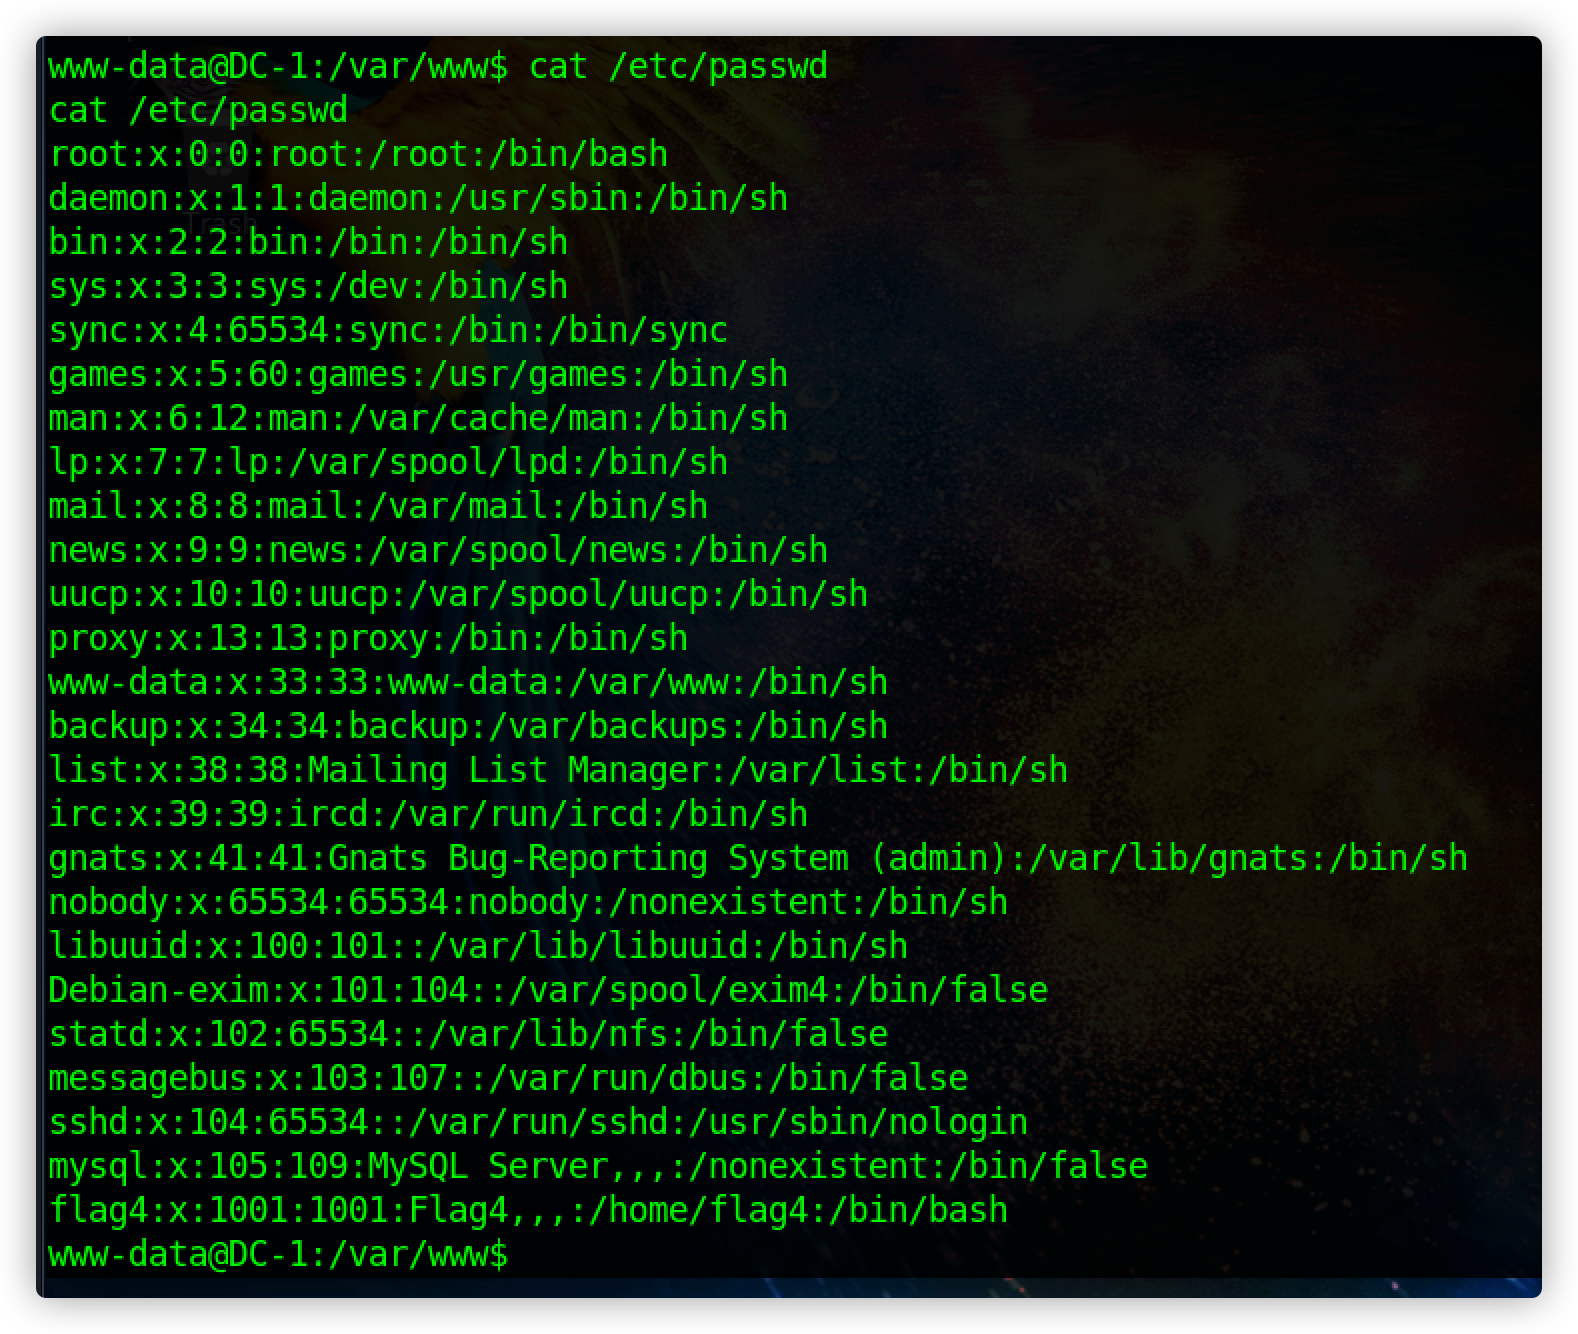 www-data@DC-1:/var/www$ cat /etc/passwd
cat /etc/passwd
root:x:0:0:root:/root:/bin/bash
daemon:x:1:1:daemon:/usr/sbin:/bin/sh
Trash
bin:x:2:2:bin:/bin:/bin/sh
sys:x:3:3:sys:/dev:/bin/sh
sync:x:4:65534:sync:/bin:/bin/sync
games:x:5:60:games:/usr/games:/bin/sh
man:x:6:12:man:/var/cache/man:/bin/sh
lp:x:7:7:lp:/var/spool/lpd:/bin/sh
mail:x:8:8:mail:/var/mail:/bin/sh
news:x:9:9:news:/var/spool/news:/bin/sh
uucp:x:10:10:uucp:/var/spool/uucp:/bin/sh
proxy:x:13:13:proxy:/bin:/bin/sh
www-data:x:33:33:www-data:/var/www:/bin/sh
backup:x:34:34:backup:/var/backups:/bin/sh
list:x:38:38:Mailing List Manager:/var/list:/bin/sh
irc:x:39:39:ircd:/var/run/ircd:/bin/sh
gnats:x:41:41:Gnats Bug-Reporting System (admin):/var/lib/gnats:/bin/sh
nobody:x:65534:65534:nobody:/nonexistent:/bin/sh
libuuid:x:100:101::/var/lib/libuuid:/bin/sh
Debian-exim:x:101:104::/var/spool/exim4:/bin/false
statd:x:102:65534::/var/lib/nfs:/bin/false
messagebus:x:103:107::/var/run/dbus:/bin/false
sshd:x:104:65534::/var/run/sshd:/usr/sbin/nologin
mysql:x:105:109:MySQL Server,,,:/nonexistent:/bin/false
flag4:x:1001:1001:Flag4,,,:/home/flag4:/bin/bash
www-data@DC-1:/var/www$